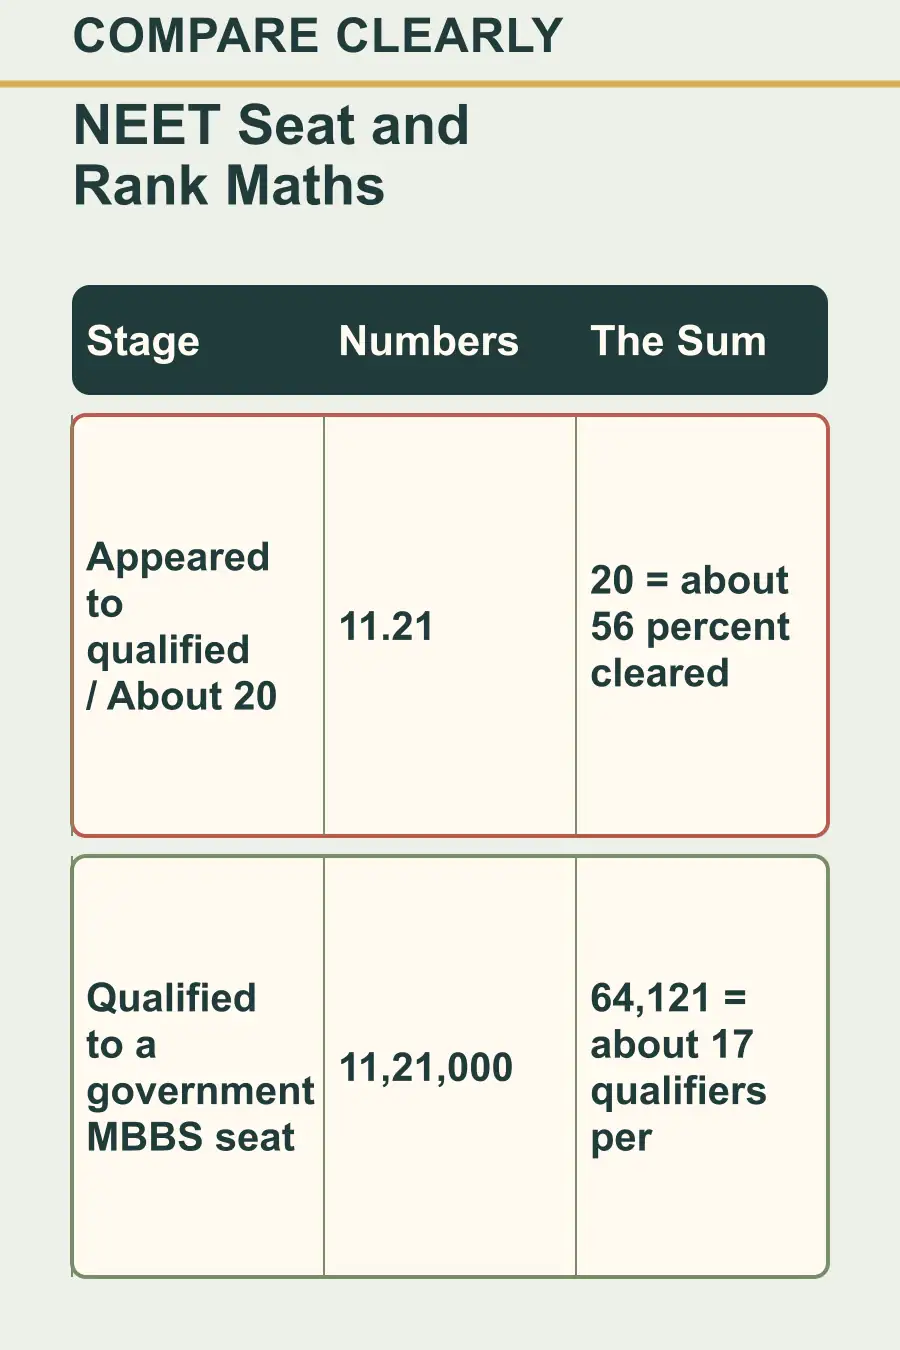 COMPARE CLEARLY
NEET Seat and
Rank Maths
Stage
Numbers
The Sum
Appeared
to
qualified
/ About 20
11.21
20 = about
56 percent
cleared
Qualified
to a
government
MBBS seat
11,21,000
64,121 =
about 17
qualifiers
per